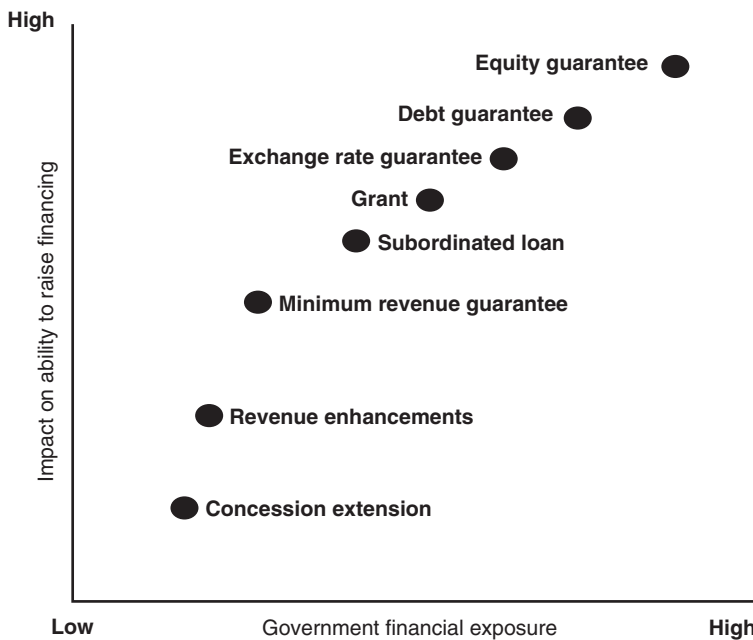 High
Equity guarantee
Debt guarantee
Exchange rate guarantee
Grant
Subordinated loan
Minimum revenue guarantee
Revenue enhancements
Concession extension
Impact on ability to raise financing
Low
Government financial exposure
High